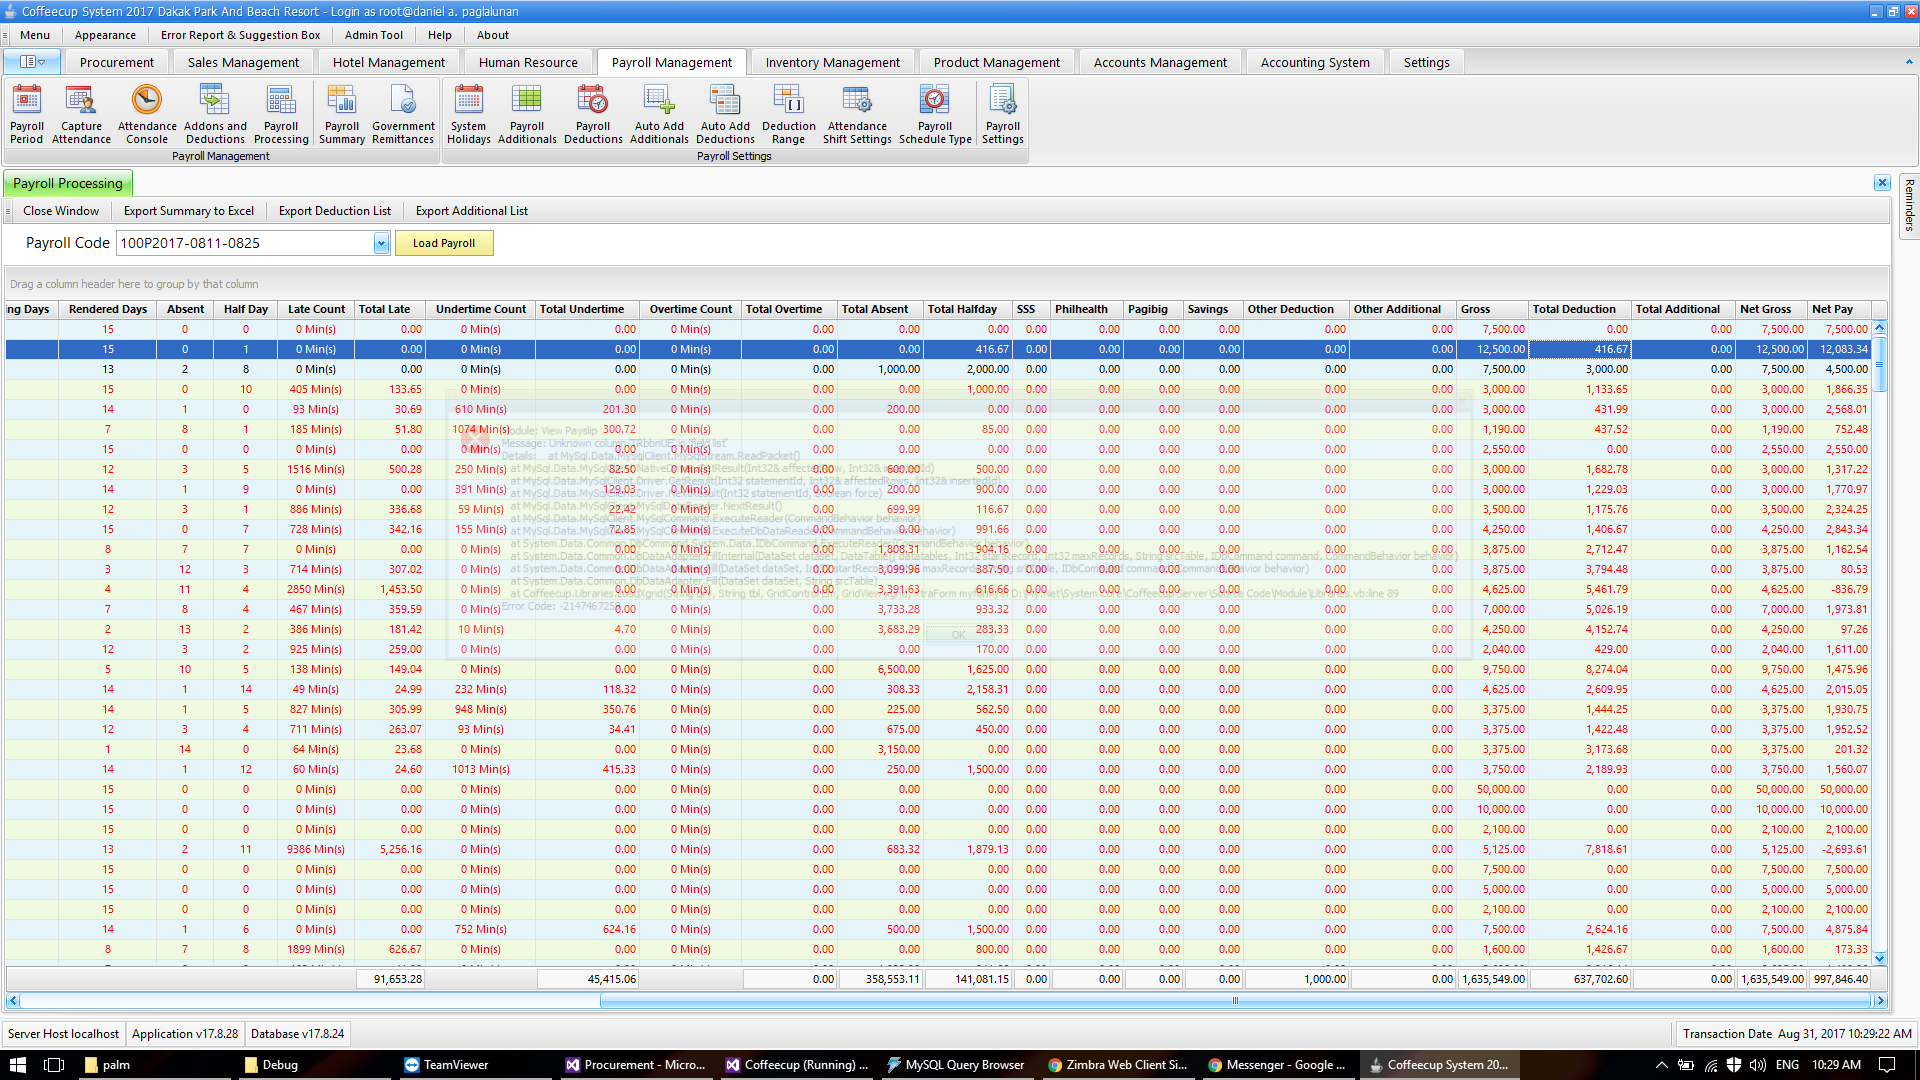 Coffeecup System 2017 Dakak Park And Beach Resort - Login as root@daniel a. paglalunan
Menu Appearance Error Report & Suggestion Box Admin Tool Help About
Procurement Sales Management Hotel Management Human Resource Payroll Management Inventory Management Product Management Accounts Management Accounting System Settings
Payroll Period Capture Attendance Attendance Console Addons and Deductions Payroll Processing Payroll Summary Government Remittances System Holidays Payroll Additionals Payroll Deductions Auto Add Additionals Auto Add Deductions Deduction Range Attendance Shift Settings Payroll Schedule Type Payroll Settings
Payroll Management Payroll Settings
Payroll Processing
Reminders
Close Window Export Summary to Excel Export Deduction List Export Additional List
Payroll Code 100P2017-0811-0825 Load Payroll
Drag a column header here to group by that column
ng Days Rendered Days Absent Half Day Late Count Total Late Undertime Count Total Undertime Overtime Count Total Overtime Total Absent Total Halfday SSS Philhealth Pagibig Savings Other Deduction Other Additional Gross Total Deduction Total Additional Net Gross Net Pay
15 0 0 0 Min(s) 0.00 0 Min(s) 0.00 0 Min(s) 0.00 0.00 0.00 0.00 0.00 0.00 0.00 0.00 0.00 7,500.00 0.00 0.00 7,500.00 7,500.00
15 0 1 0 Min(s) 0.00 0 Min(s) 0.00 0 Min(s) 0.00 0.00 416.67 0.00 0.00 0.00 0.00 0.00 0.00 12,500.00 416.67 0.00 12,500.00 12,083.34
13 2 8 0 Min(s) 0.00 0 Min(s) 0.00 0 Min(s) 0.00 1,000.00 2,000.00 0.00 0.00 0.00 0.00 0.00 0.00 7,500.00 3,000.00 0.00 7,500.00 4,500.00
15 0 10 405 Min(s) 133.65 0 Min(s) 0.00 0 Min(s) 0.00 0.00 1,000.00 0.00 0.00 0.00 0.00 0.00 0.00 3,000.00 1,133.65 0.00 3,000.00 1,866.35
14 1 0 93 Min(s) 30.69 610 Min(s) 201.30 0 Min(s) 0.00 200.00 0.00 0.00 0.00 0.00 0.00 0.00 0.00 3,000.00 431.99 0.00 3,000.00 2,568.01
7 8 1 185 Min(s) 51.80 1074 Min(s) 300.72 0 Min(s) 0.00 0.00 85.00 0.00 0.00 0.00 0.00 0.00 0.00 1,190.00 437.52 0.00 1,190.00 752.48
15 0 0 0 Min(s) 0.00 0 Min(s) 0.00 0 Min(s) 0.00 0.00 0.00 0.00 0.00 0.00 0.00 0.00 0.00 2,550.00 0.00 0.00 2,550.00 2,550.00
12 3 5 1516 Min(s) 500.28 250 Min(s) 82.50 0 Min(s) 0.00 600.00 500.00 0.00 0.00 0.00 0.00 0.00 0.00 3,000.00 1,682.78 0.00 3,000.00 1,317.22
14 1 9 0 Min(s) 0.00 391 Min(s) 129.03 0 Min(s) 0.00 200.00 900.00 0.00 0.00 0.00 0.00 0.00 0.00 3,000.00 1,229.03 0.00 3,000.00 1,770.97
12 3 1 886 Min(s) 336.68 59 Min(s) 22.42 0 Min(s) 0.00 699.99 116.67 0.00 0.00 0.00 0.00 0.00 0.00 3,500.00 1,175.76 0.00 3,500.00 2,324.25
15 0 7 728 Min(s) 342.16 155 Min(s) 72.85 0 Min(s) 0.00 0.00 991.66 0.00 0.00 0.00 0.00 0.00 0.00 4,250.00 1,406.67 0.00 4,250.00 2,843.34
8 7 7 0 Min(s) 0.00 0 Min(s) 0.00 0 Min(s) 0.00 1,808.31 904.16 0.00 0.00 0.00 0.00 0.00 0.00 3,875.00 2,712.47 0.00 3,875.00 1,162.54
3 12 3 714 Min(s) 307.02 0 Min(s) 0.00 0 Min(s) 0.00 3,099.96 387.50 0.00 0.00 0.00 0.00 0.00 0.00 3,875.00 3,794.48 0.00 3,875.00 80.53
4 11 4 2850 Min(s) 1,453.50 0 Min(s) 0.00 0 Min(s) 0.00 3,391.63 616.66 0.00 0.00 0.00 0.00 0.00 0.00 4,625.00 5,461.79 0.00 4,625.00 -836.79
7 8 4 467 Min(s) 359.59 0 Min(s) 0.00 0 Min(s) 0.00 3,733.28 933.32 0.00 0.00 0.00 0.00 0.00 0.00 7,000.00 5,026.19 0.00 7,000.00 1,973.81
2 13 2 386 Min(s) 181.42 10 Min(s) 4.70 0 Min(s) 0.00 3,683.29 283.33 0.00 0.00 0.00 0.00 0.00 0.00 4,250.00 4,152.74 0.00 4,250.00 97.26
12 3 2 925 Min(s) 259.00 0 Min(s) 0.00 0 Min(s) 0.00 0.00 170.00 0.00 0.00 0.00 0.00 0.00 0.00 2,040.00 429.00 0.00 2,040.00 1,611.00
5 10 5 138 Min(s) 149.04 0 Min(s) 0.00 0 Min(s) 0.00 6,500.00 1,625.00 0.00 0.00 0.00 0.00 0.00 0.00 9,750.00 8,274.04 0.00 9,750.00 1,475.96
14 1 14 49 Min(s) 24.99 232 Min(s) 118.32 0 Min(s) 0.00 308.33 2,158.31 0.00 0.00 0.00 0.00 0.00 0.00 4,625.00 2,609.95 0.00 4,625.00 2,015.05
14 1 5 827 Min(s) 305.99 948 Min(s) 350.76 0 Min(s) 0.00 225.00 562.50 0.00 0.00 0.00 0.00 0.00 0.00 3,375.00 1,444.25 0.00 3,375.00 1,930.75
12 3 4 711 Min(s) 263.07 93 Min(s) 34.41 0 Min(s) 0.00 675.00 450.00 0.00 0.00 0.00 0.00 0.00 0.00 3,375.00 1,422.48 0.00 3,375.00 1,952.52
1 14 0 64 Min(s) 23.68 0 Min(s) 0.00 0 Min(s) 0.00 3,150.00 0.00 0.00 0.00 0.00 0.00 0.00 0.00 3,375.00 3,173.68 0.00 3,375.00 201.32
14 1 12 60 Min(s) 24.60 1013 Min(s) 415.33 0 Min(s) 0.00 250.00 1,500.00 0.00 0.00 0.00 0.00 0.00 0.00 3,750.00 2,189.93 0.00 3,750.00 1,560.07
15 0 0 0 Min(s) 0.00 0 Min(s) 0.00 0 Min(s) 0.00 0.00 0.00 0.00 0.00 0.00 0.00 0.00 0.00 50,000.00 0.00 0.00 50,000.00 50,000.00
15 0 0 0 Min(s) 0.00 0 Min(s) 0.00 0 Min(s) 0.00 0.00 0.00 0.00 0.00 0.00 0.00 0.00 0.00 10,000.00 0.00 0.00 10,000.00 10,000.00
15 0 0 0 Min(s) 0.00 0 Min(s) 0.00 0 Min(s) 0.00 0.00 0.00 0.00 0.00 0.00 0.00 0.00 0.00 2,100.00 0.00 0.00 2,100.00 2,100.00
13 2 11 9386 Min(s) 5,256.16 0 Min(s) 0.00 0 Min(s) 0.00 683.32 1,879.13 0.00 0.00 0.00 0.00 0.00 0.00 5,125.00 7,818.61 0.00 5,125.00 -2,693.61
15 0 0 0 Min(s) 0.00 0 Min(s) 0.00 0 Min(s) 0.00 0.00 0.00 0.00 0.00 0.00 0.00 0.00 0.00 7,500.00 0.00 0.00 7,500.00 7,500.00
15 0 0 0 Min(s) 0.00 0 Min(s) 0.00 0 Min(s) 0.00 0.00 0.00 0.00 0.00 0.00 0.00 0.00 0.00 5,000.00 0.00 0.00 5,000.00 5,000.00
15 0 0 0 Min(s) 0.00 0 Min(s) 0.00 0 Min(s) 0.00 0.00 0.00 0.00 0.00 0.00 0.00 0.00 0.00 2,100.00 0.00 0.00 2,100.00 2,100.00
14 1 6 0 Min(s) 0.00 752 Min(s) 624.16 0 Min(s) 0.00 500.00 1,500.00 0.00 0.00 0.00 0.00 0.00 0.00 7,500.00 2,624.16 0.00 7,500.00 4,875.84
8 7 8 1899 Min(s) 626.67 0 Min(s) 0.00 0 Min(s) 0.00 0.00 800.00 0.00 0.00 0.00 0.00 0.00 0.00 1,600.00 1,426.67 0.00 1,600.00 173.33
91,653.28 45,415.06 0.00 358,553.11 141,081.15 0.00 0.00 0.00 0.00 1,000.00 0.00 1,635,549.00 637,702.60 0.00 1,635,549.00 997,846.40
Module: View Payslip
Message: Unknown column 'TRbbnUE' in 'field list'
Details: at MySql.Data.MySqlClient.MySqlStream.ReadPacket()
at MySql.Data.MySqlClient.Driver.GetResult(Int32 statementId, Int32& affectedRows, Int32& insertedId)
at MySql.Data.MySqlClient.MySqlCommand.ExecuteReader(CommandBehavior behavior)
at System.Data.Common.DbDataAdapter.Fill(DataSet dataSet, String srcTable)
OK
Server Host localhost Application v17.8.28 Database v17.8.24 Transaction Date Aug 31, 2017 10:29:22 AM
palm Debug TeamViewer Procurement - Micro... Coffeecup (Running) ... MySQL Query Browser Zimbra Web Client Si... Messenger - Google ... Coffeecup System 20... ENG 10:29 AM